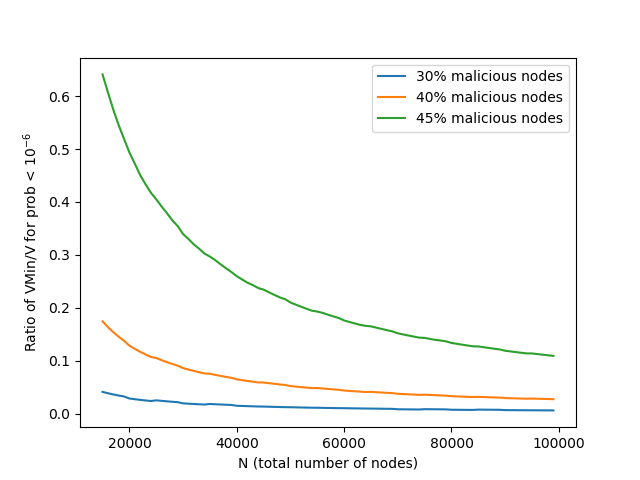 30% malicious nodes
40% malicious nodes
45% malicious nodes
Ratio of VMin/V for prob < 10⁻⁶
0.6
0.5
0.4
0.3
0.2
0.1
0.0
20000 40000 60000 80000 100000
N (total number of nodes)